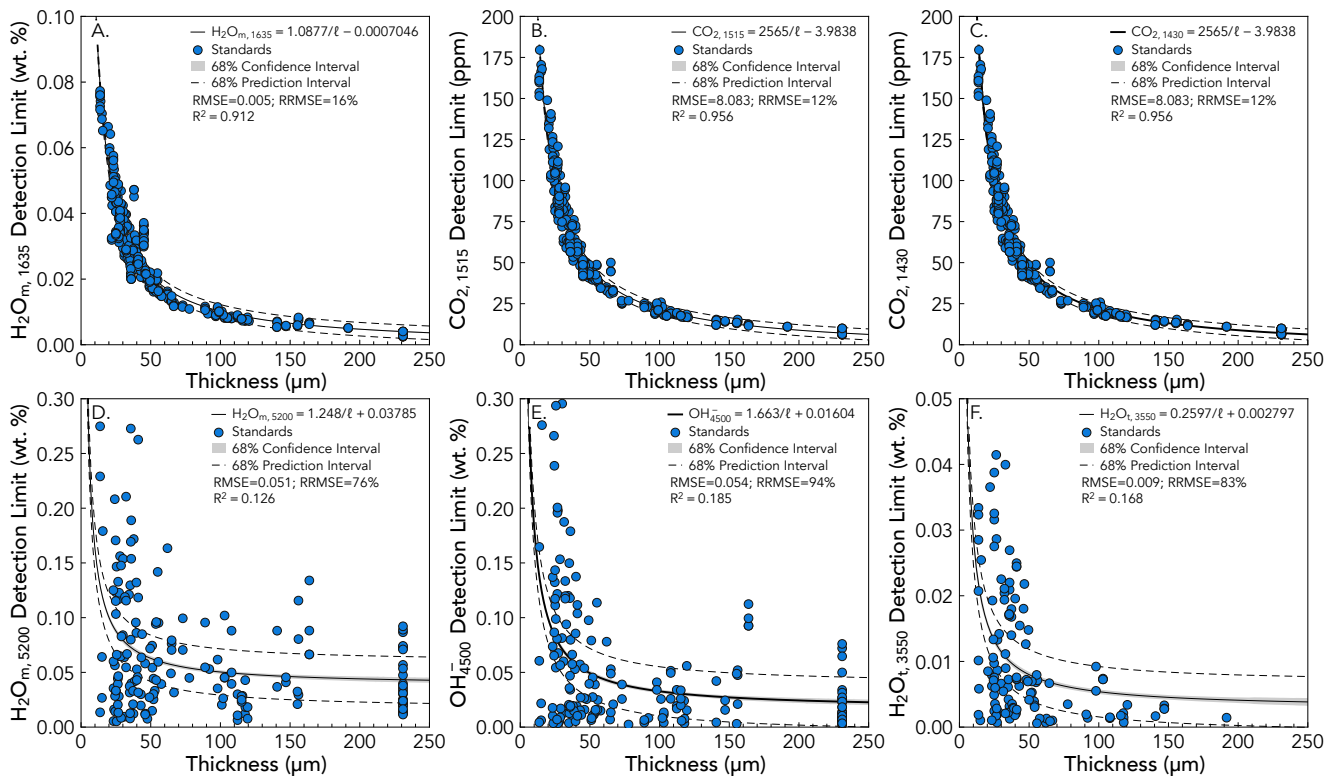 A.
H₂Oₘ, ₁₆₃₅ = 1.0877/ℓ − 0.0007046
Standards
68% Confidence Interval
68% Prediction Interval
RMSE=0.005; RRMSE=16%
R² = 0.912
H₂Oₘ, ₁₆₃₅ Detection Limit (wt. %)
0.10
0.08
0.06
0.04
0.02
0.00
0 50 100 150 200 250
Thickness (µm)
B.
CO₂, ₁₅₁₅ = 2565/ℓ − 3.9838
Standards
68% Confidence Interval
68% Prediction Interval
RMSE=8.083; RRMSE=12%
R² = 0.956
CO₂, ₁₅₁₅ Detection Limit (ppm)
200
175
150
125
100
75
50
25
0
0 50 100 150 200 250
Thickness (µm)
C.
CO₂, ₁₄₃₀ = 2565/ℓ − 3.9838
Standards
68% Confidence Interval
68% Prediction Interval
RMSE=8.083; RRMSE=12%
R² = 0.956
CO₂, ₁₄₃₀ Detection Limit (ppm)
200
175
150
125
100
75
50
25
0
0 50 100 150 200 250
Thickness (µm)
D.
H₂Oₘ, ₅₂₀₀ = 1.248/ℓ + 0.03785
Standards
68% Confidence Interval
68% Prediction Interval
RMSE=0.051; RRMSE=76%
R² = 0.126
H₂Oₘ, ₅₂₀₀ Detection Limit (wt. %)
0.30
0.25
0.20
0.15
0.10
0.05
0.00
0 50 100 150 200 250
Thickness (µm)
E.
OH⁻₄₅₀₀ = 1.663/ℓ + 0.01604
Standards
68% Confidence Interval
68% Prediction Interval
RMSE=0.054; RRMSE=94%
R² = 0.185
OH⁻₄₅₀₀ Detection Limit (wt. %)
0.30
0.25
0.20
0.15
0.10
0.05
0.00
0 50 100 150 200 250
Thickness (µm)
F.
H₂Oₜ, ₃₅₅₀ = 0.2597/ℓ + 0.002797
Standards
68% Confidence Interval
68% Prediction Interval
RMSE=0.009; RRMSE=83%
R² = 0.168
H₂Oₜ, ₃₅₅₀ Detection Limit (wt. %)
0.05
0.04
0.03
0.02
0.01
0.00
0 50 100 150 200 250
Thickness (µm)